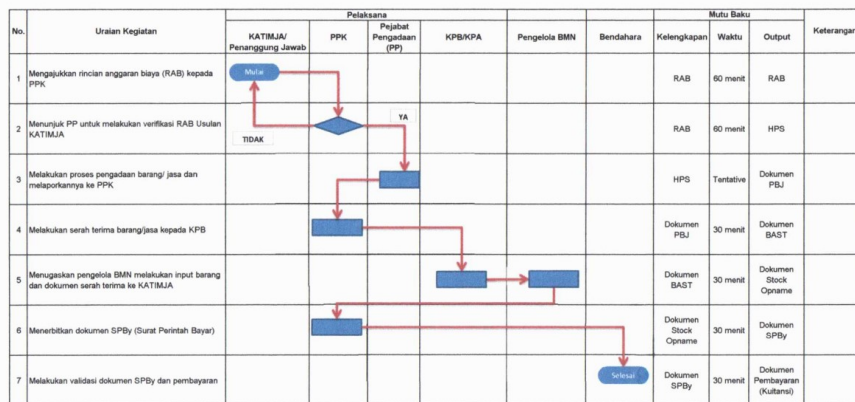 Pelaksana
Mutu Baku
No.
Uraian Kegiatan
KATIMJA/
Penanggung Jawab
PPK
Pejabat
Pengadaan
(PP)
KPB/KPA
Pengelola BMN
Bendahara
Kelengkapan
Waktu
Output
Keterangan
1
Mengajukkan rincian anggaran biaya (RAB) kepada
PPK
Mulai
RAB
60 menit
RAB
2
Menunjuk PP untuk melakukan verifikasi RAB Usulan
KATIMJA
TIDAK
YA
RAB
60 menit
HPS
3
Melakukan proses pengadaan barang/ jasa dan
melaporkannya ke PPK
HPS
Tentative
Dokumen
PBJ
4
Melakukan serah terima barang/jasa kepada KPB
Dokumen
PBJ
30 menit
Dokumen
BAST
5
Menugaskan pengelola BMN melakukan input barang
dan dokumen serah terima ke KATIMJA
Dokumen
BAST
30 menit
Dokumen
Stock
Opname
6
Menerbitkan dokumen SPBy (Surat Perintah Bayar)
Dokumen
Stock
Opname
30 menit
Dokumen
SPBy
7
Melakukan validasi dokumen SPBy dan pembayaran
Selesai
Dokumen
SPBy
30 menit
Dokumen
Pembayaran
(Kuitansi)